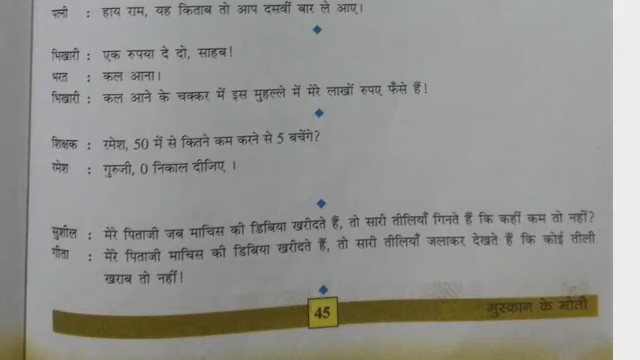 पत्नी : हाय राम, यह किताब तो आप दसवीं बार ले आए।
भिखारी : एक रुपया दे दो, साहब!
भरत : कल आना।
भिखारी : कल आने के चक्कर में इस मुहल्ले में मेरे लाखों रुपए फँसे हैं!
शिक्षक : रमेश, 50 में से कितने कम करने से 5 बचेंगे?
रमेश : गुरुजी, 0 निकाल दीजिए ।
सुशील : मेरे पिताजी जब माचिस की डिबिया खरीदते हैं, तो सारी तीलियाँ गिनते हैं कि कहीं कम तो नहीं?
गीता : मेरे पिताजी माचिस की डिबिया खरीदते हैं, तो सारी तीलियाँ जलाकर देखते हैं कि कोई तीली
खराब तो नहीं!
45
मुस्कान के मोती